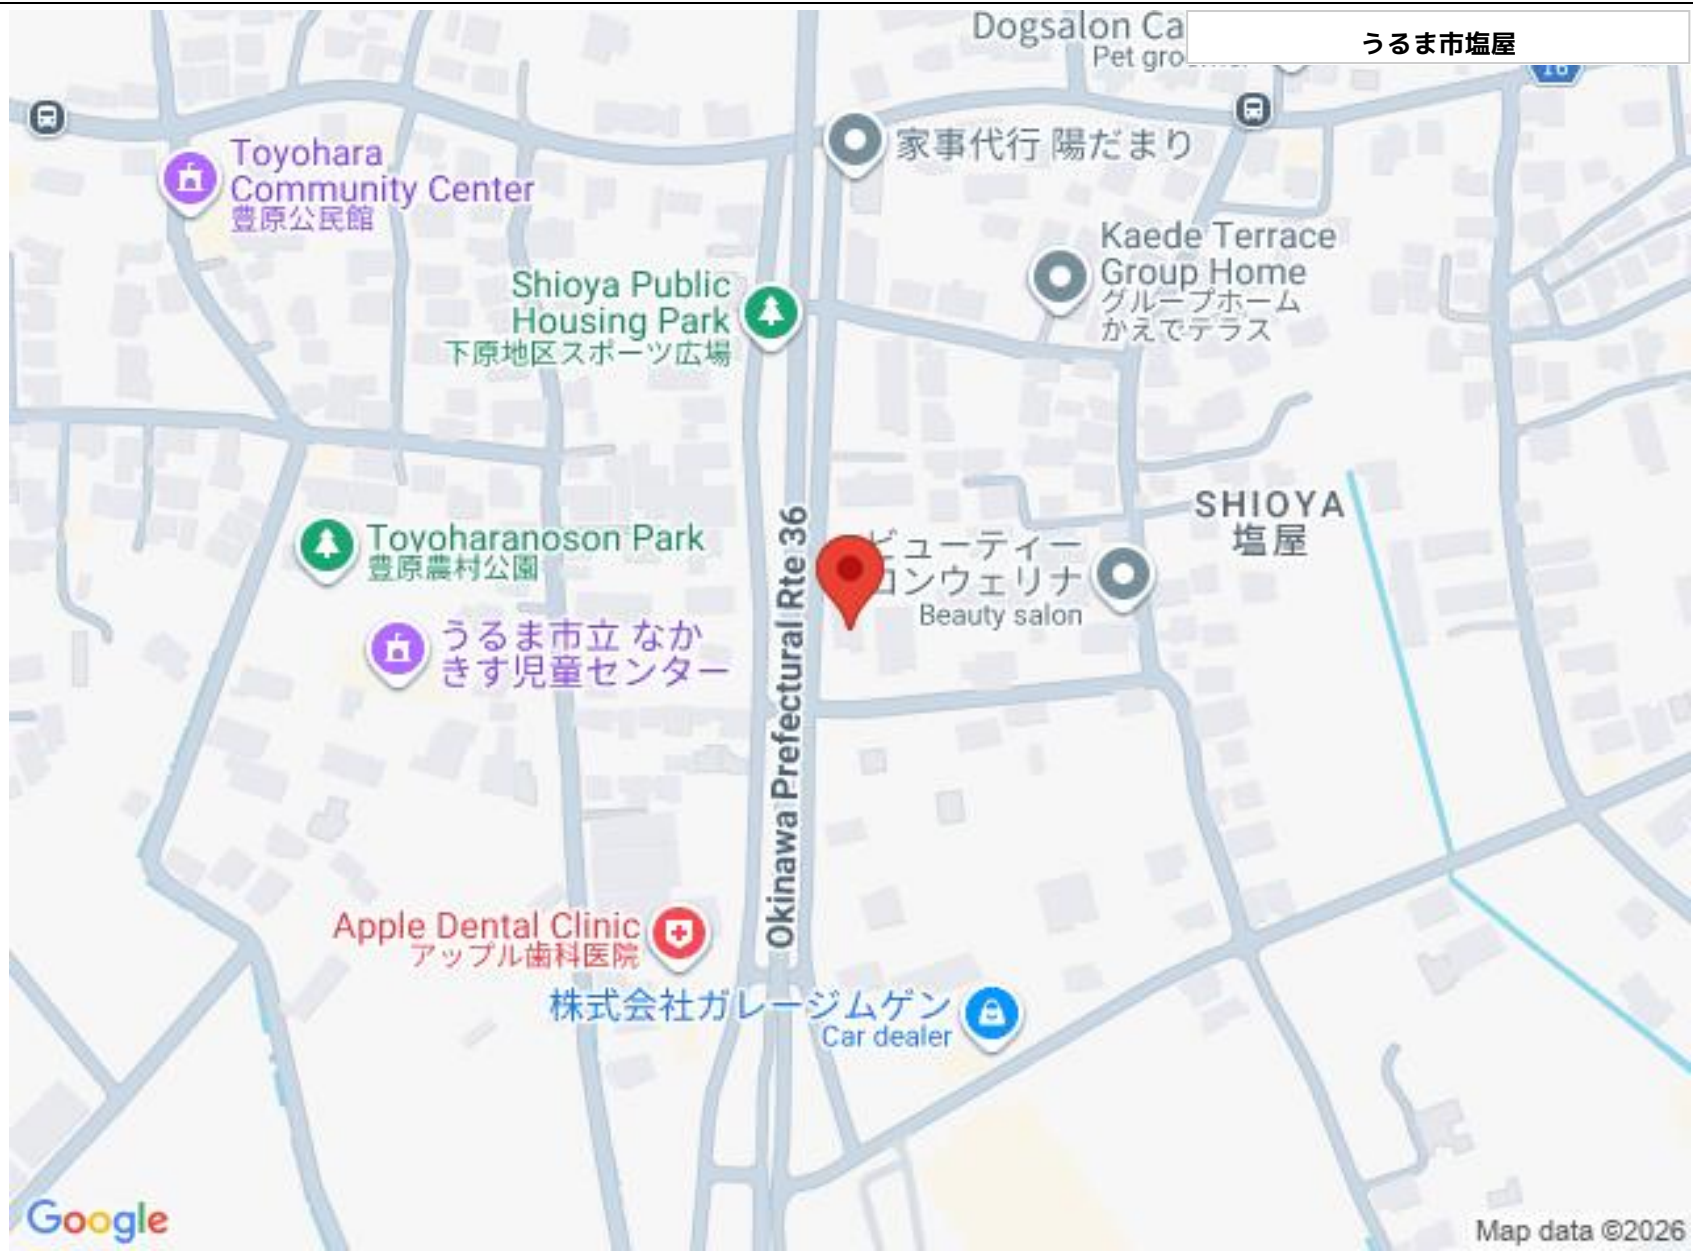 Dogsalon Ca
Pet gro
うるま市塩屋
家事代行 陽だまり
Toyohara
Community Center
豊原公民館
Kaede Terrace
Group Home
グループホーム
かえでテラス
Shioya Public
Housing Park
下原地区スポーツ広場
SHIOYA
塩屋
Toyoharanoson Park
豊原農村公園
ビューティー
ロンウェリナ
Beauty salon
うるま市立 なか
きす児童センター
Okinawa Prefectural Rte 36
Apple Dental Clinic
アップル歯科医院
株式会社ガレージムゲン
Car dealer
Google
Map data ©2026